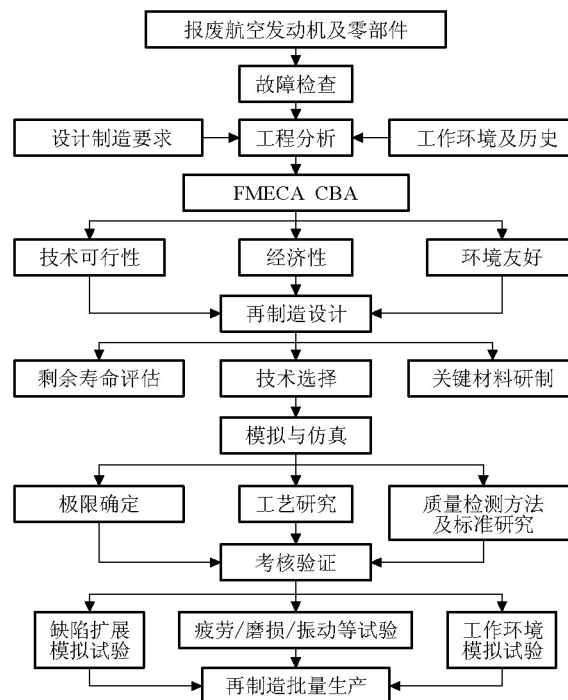 报废航空发动机及零部件
故障检查
设计制造要求
工程分析
工作环境及历史
FMECA CBA
技术可行性
经济性
环境友好
再制造设计
剩余寿命评估
技术选择
关键材料研制
模拟与仿真
极限确定
工艺研究
质量检测方法
及标准研究
考核验证
缺陷扩展
模拟试验
疲劳/磨损/振动等试验
工作环境
模拟试验
再制造批量生产